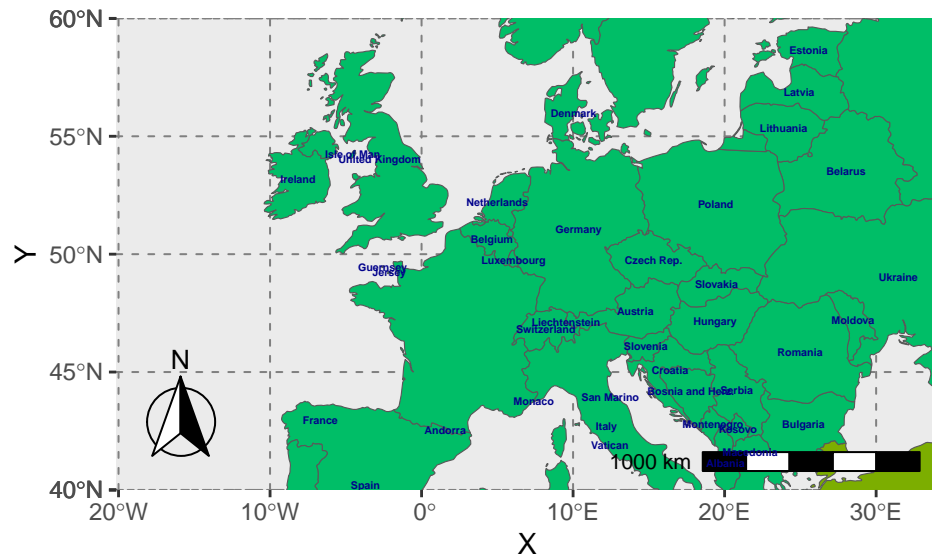 60°N
Estonia
Latvia
Denmark
Lithuania
55°N
Isle of Man
United Kingdom
Belarus
Ireland
Netherlands
Poland
Germany
Belgium
50°N
Luxembourg
Czech Rep.
Guernsey
Jersey
Ukraine
Slovakia
Austria
Liechtenstein
Hungary
Moldova
Switzerland
Slovenia
Romania
Croatia
45°N
N
Bosnia and Herz.
Serbia
San Marino
Monaco
France
Montenegro
Bulgaria
Italy
Andorra
Kosovo
Vatican
Macedonia
1000 km
Albania
Spain
40°N
20°W
10°W
0°
10°E
20°E
30°E
X
Y